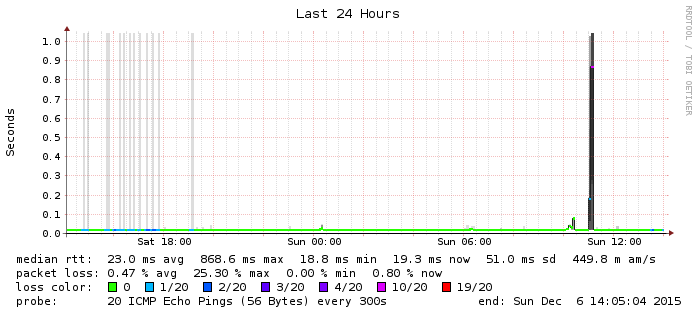 Last 24 Hours
RRDTOOL / TOBI OETIKER
Seconds
1.0
0.9
0.8
0.7
0.6
0.5
0.4
0.3
0.2
0.1
0.0
Sat 18:00 Sun 00:00 Sun 06:00 Sun 12:00
median rtt: 23.0 ms avg 868.6 ms max 18.8 ms min 19.3 ms now 51.0 ms sd 449.8 m am/s
packet loss: 0.47 % avg 25.30 % max 0.00 % min 0.80 % now
loss color: 0 1/20 2/20 3/20 4/20 10/20 19/20
probe: 20 ICMP Echo Pings (56 Bytes) every 300s end: Sun Dec 6 14:05:04 2015